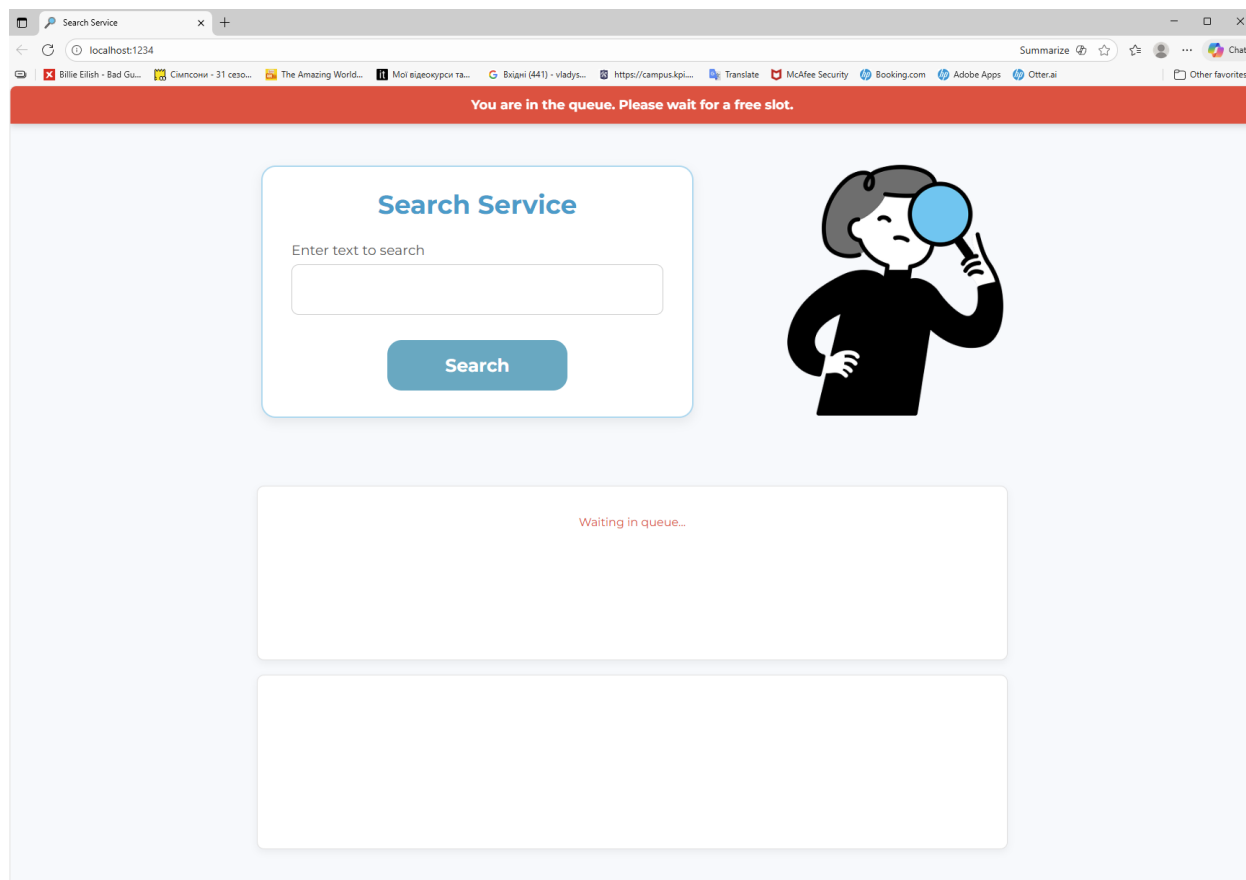 Search Service
localhost:1234
Summarize
Chat
Billie Eilish - Bad Gu...
Сімпсони - 31 сезо...
The Amazing World...
Мої відеокурси та...
Вхідні (441) - vladys...
https://campus.kpi....
Translate
McAfee Security
Booking.com
Adobe Apps
Otter.ai
Other favorites
You are in the queue. Please wait for a free slot.
Search Service
Enter text to search
Search
Waiting in queue...